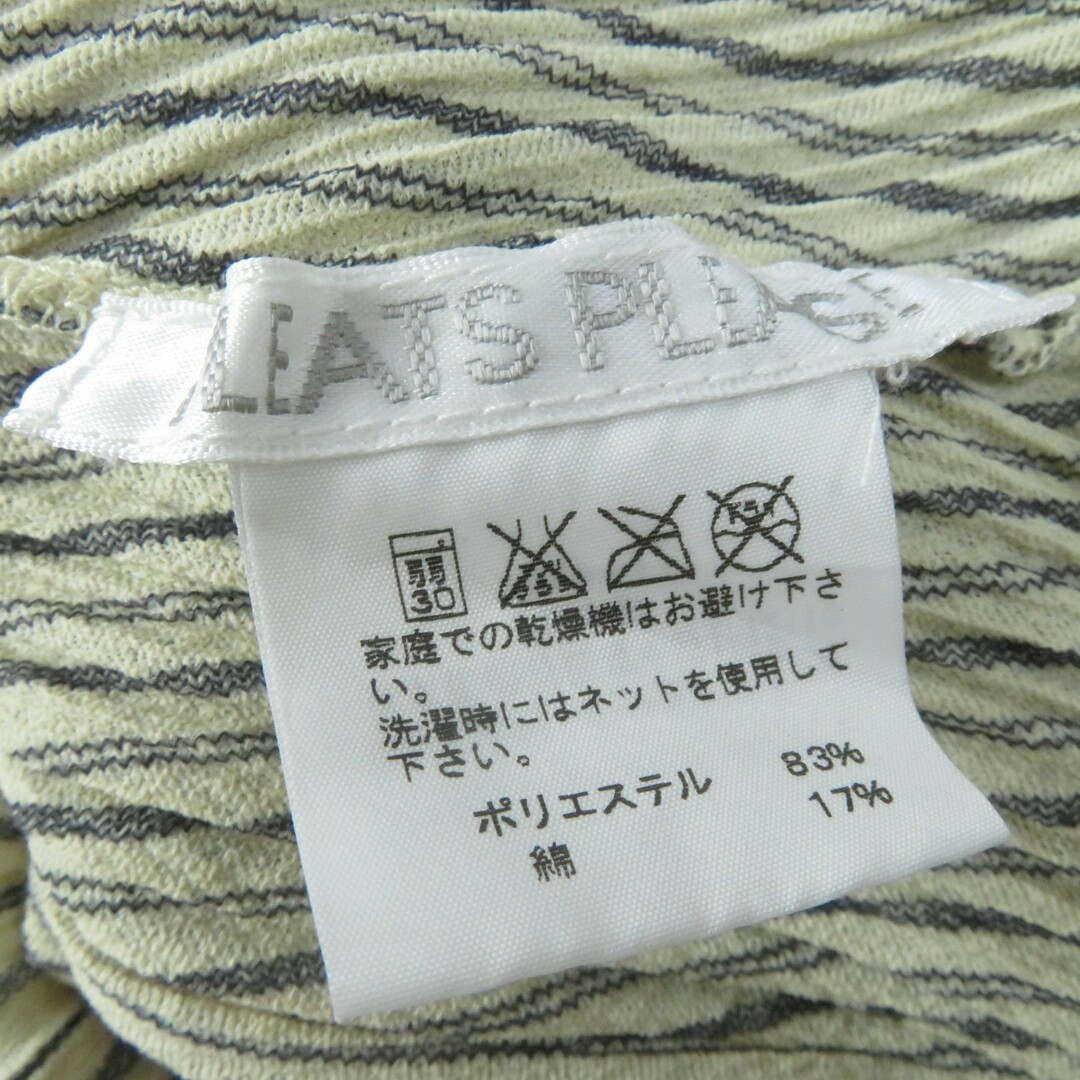 LEATS PLEASE
弱
30
家庭での乾燥機はお避け下さ
い。
洗濯時にはネットを使用して
下さい。
ポリエステル 83%
綿 17%